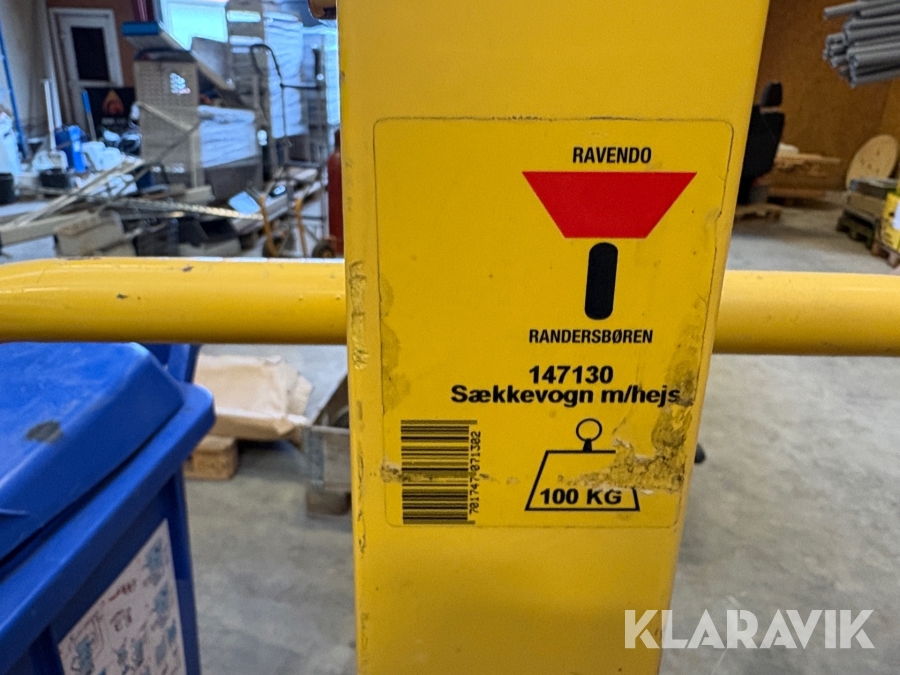 RAVENDO
RANDERSBØREN
147130
Sækkevogn m/hejs
100 KG
KLARAVIK